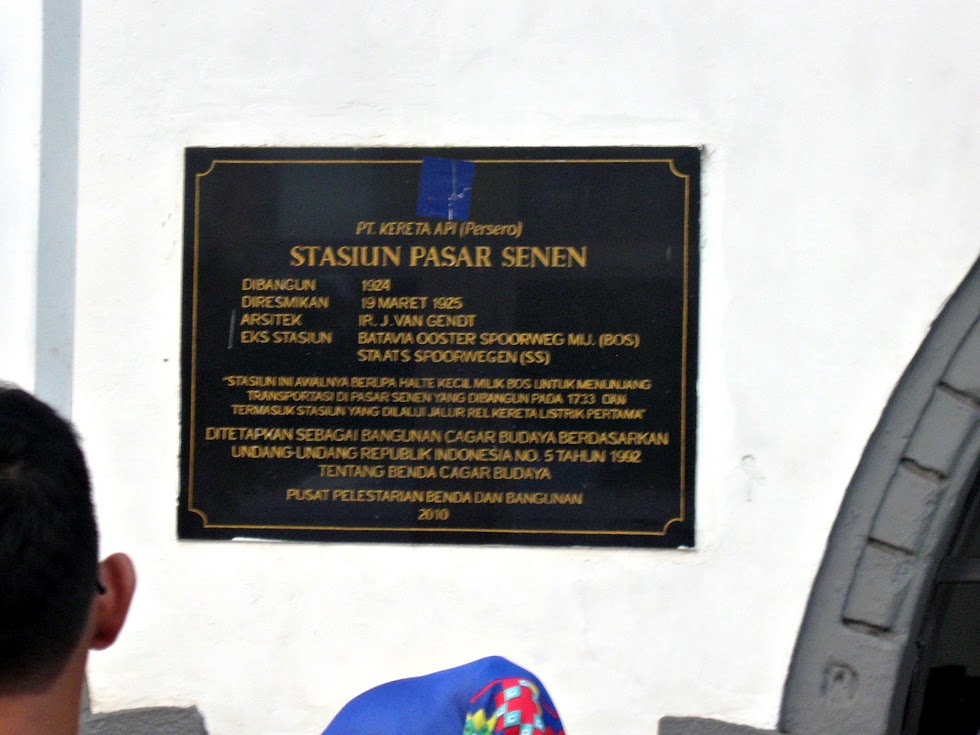 PT. KERETA API (Persero)
STASIUN PASAR SENEN
DIBANGUN 1924
DIRESMIKAN 19 MARET 1925
ARSITEK IR. J. VAN GENDT
EKS STASIUN BATAVIA OOSTER SPOORWEG MIJ. (BOS)
STAATS SPOORWEGEN (SS)
"STASIUN INI AWALNYA BERUPA HALTE KECIL MILIK BOS UNTUK MENUNJANG
TRANSPORTASI DI PASAR SENEN YANG DIBANGUN PADA 1733 DAN
TERMASUK STASIUN YANG DILALUI JALUR REL KERETA LISTRIK PERTAMA"
DITETAPKAN SEBAGAI BANGUNAN CAGAR BUDAYA BERDASARKAN
UNDANG-UNDANG REPUBLIK INDONESIA NO. 5 TAHUN 1992
TENTANG BENDA CAGAR BUDAYA
PUSAT PELESTARIAN BENDA DAN BANGUNAN
2010